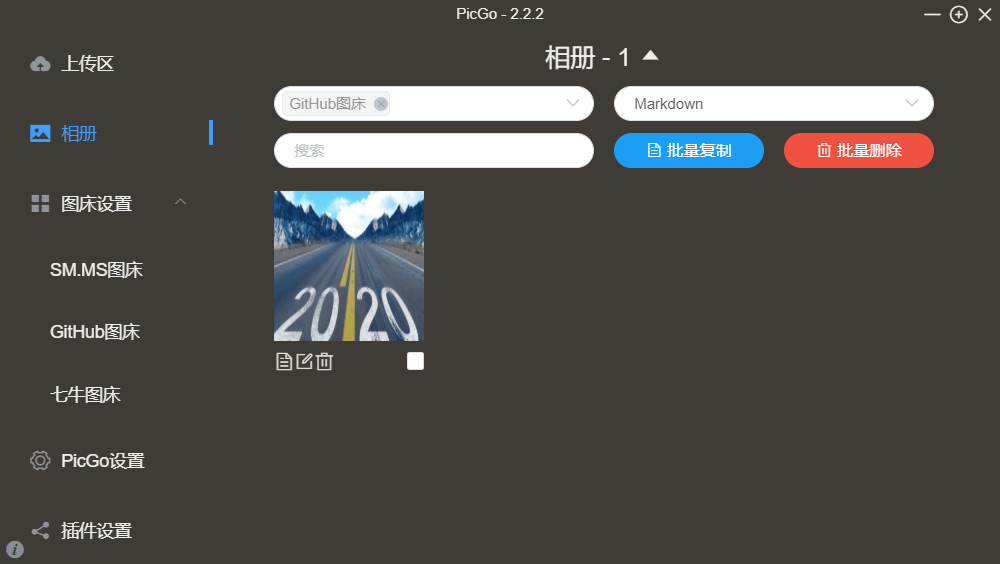 PicGo - 2.2.2
上传区
相册
图床设置
SM.MS图床
GitHub图床
七牛图床
PicGo设置
插件设置
相册 - 1
GitHub图床
Markdown
搜索
批量复制
批量删除
2020